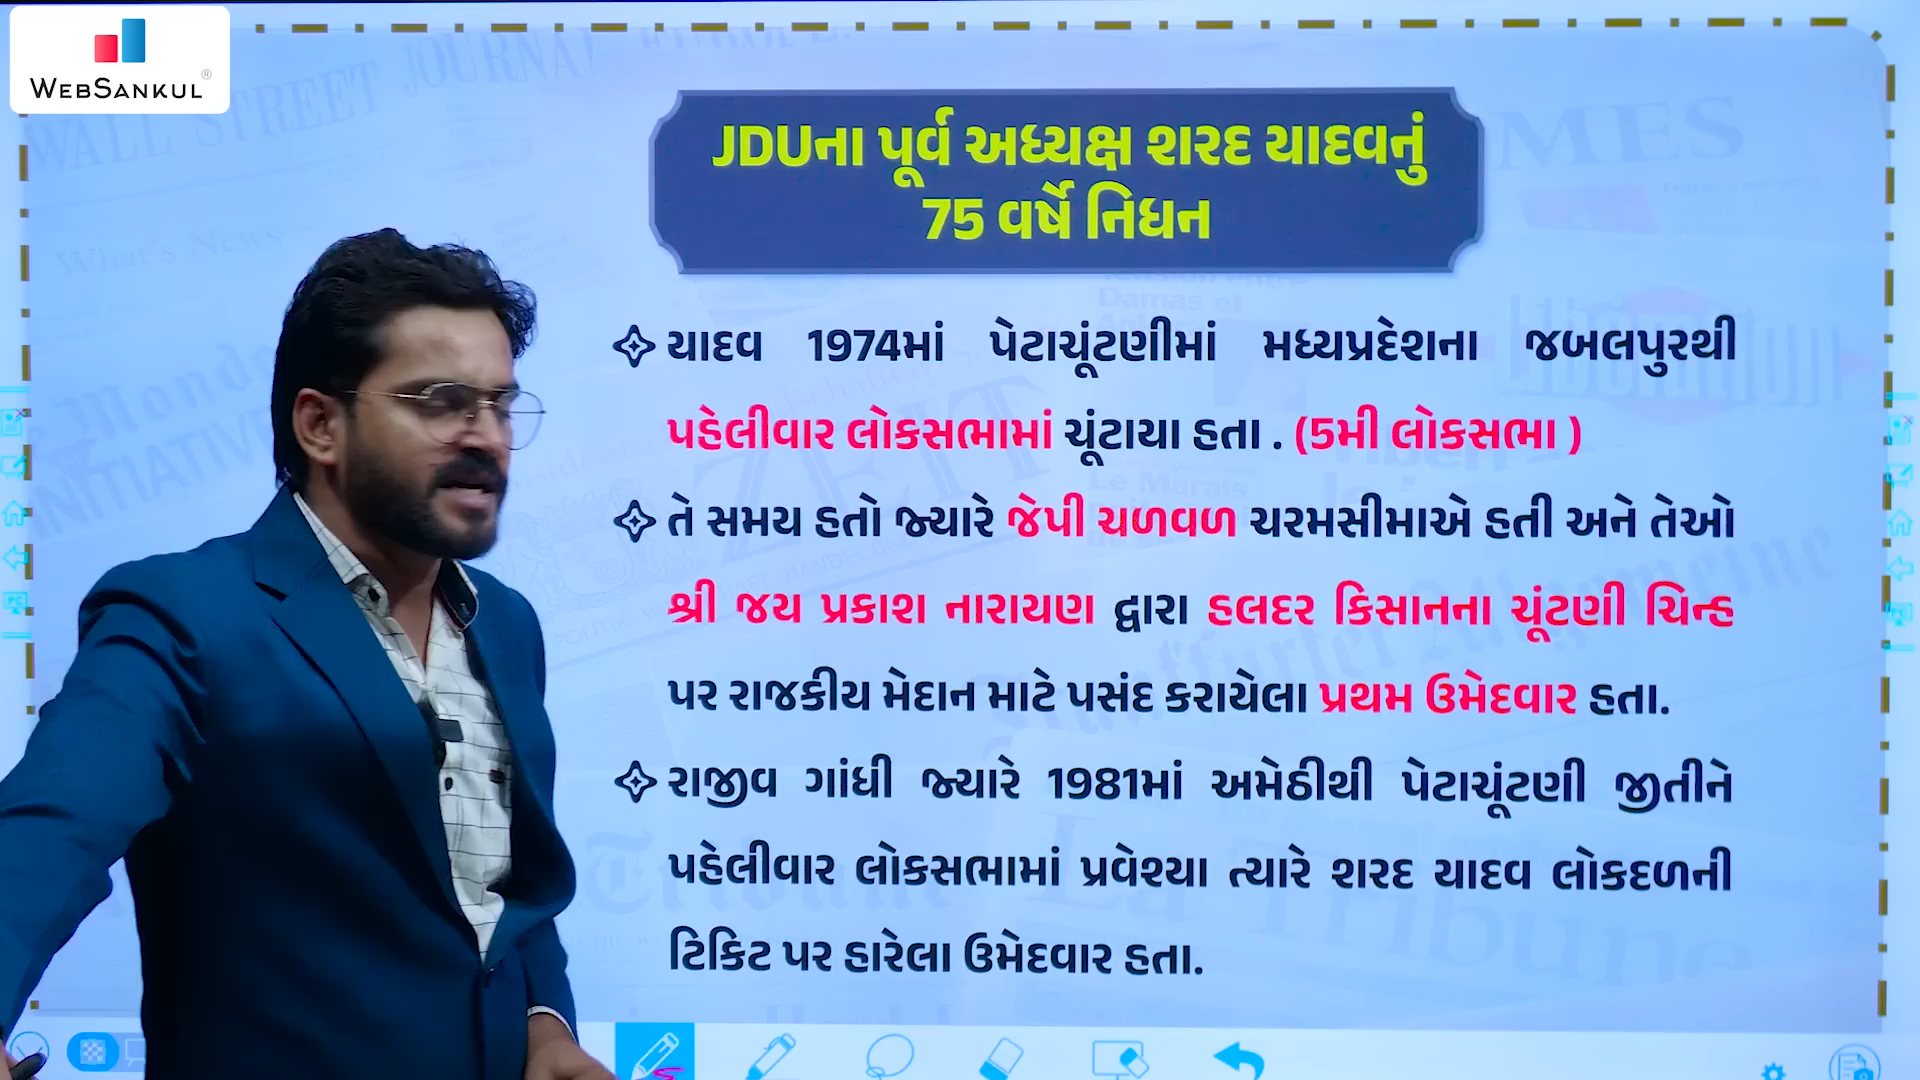 WEBSANKUL®
JDUના પૂર્વ અધ્યક્ષ શરદ યાદવનું
75 વર્ષે નિધન
યાદવ 1974માં પેટાચૂંટણીમાં મધ્યપ્રદેશના જબલપુરથી
પહેલીવાર લોકસભામાં ચૂંટાયા હતા . (5મી લોકસભા )
તે સમય હતો જ્યારે જેપી ચળવળ ચરમસીમાએ હતી અને તેઓ
શ્રી જય પ્રકાશ નારાયણ દ્વારા હલદર કિસાનના ચૂંટણી ચિન્હ
પર રાજકીય મેદાન માટે પસંદ કરાયેલા પ્રથમ ઉમેદવાર હતા.
રાજીવ ગાંધી જ્યારે 1981માં અમેઠીથી પેટાચૂંટણી જીતીને
પહેલીવાર લોકસભામાં પ્રવેશ્યા ત્યારે શરદ યાદવ લોકદળની
ટિકિટ પર હારેલા ઉમેદવાર હતા.